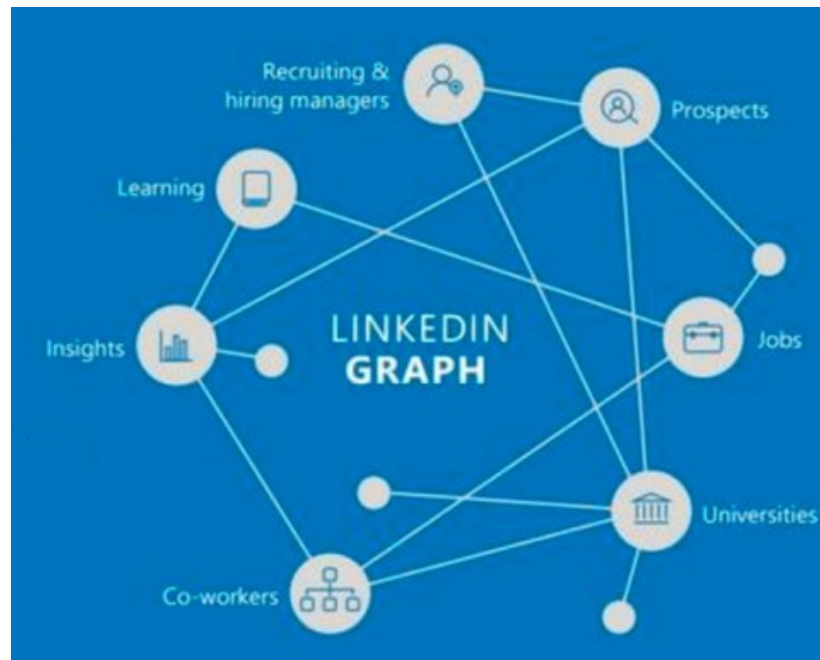 Recruiting &
hiring managers
Prospects
Learning
LINKEDIN
GRAPH
Insights
Jobs
Universities
Co-workers